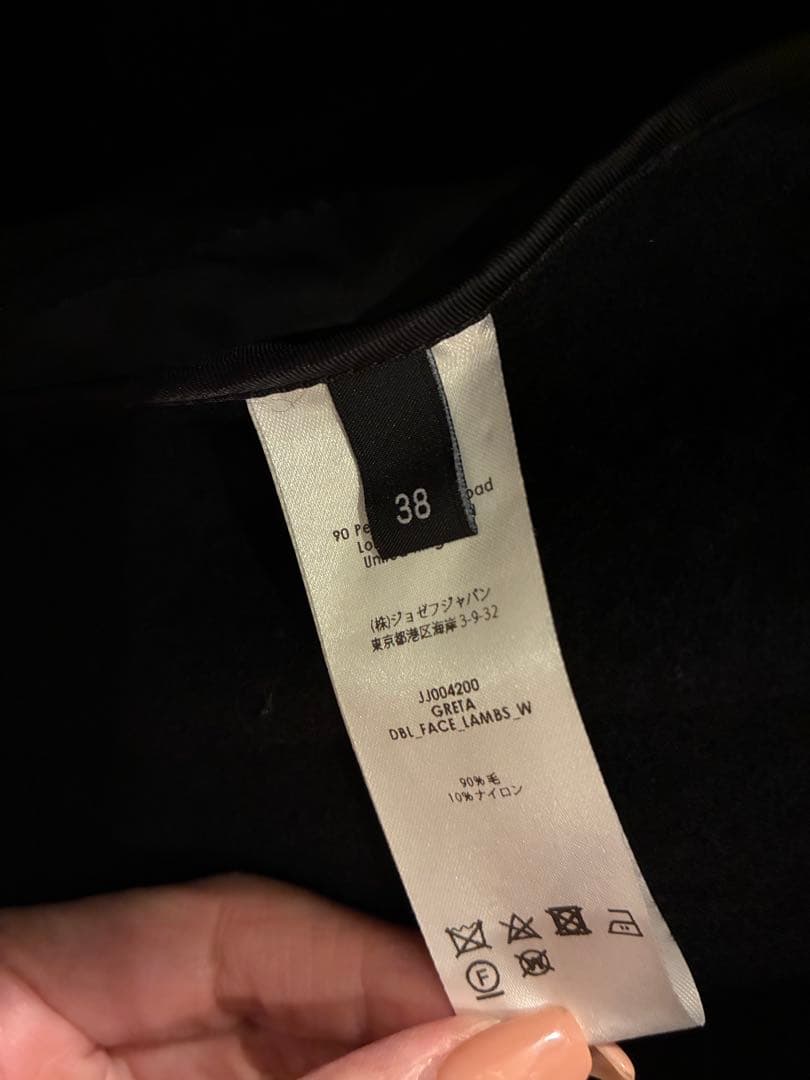 38
90
(株)ジョゼフジャパン
東京都港区海岸3-9-32
JJ004200
GRETA
DBL_FACE_LAMBS_W
90%毛
10%ナイロン
F
W